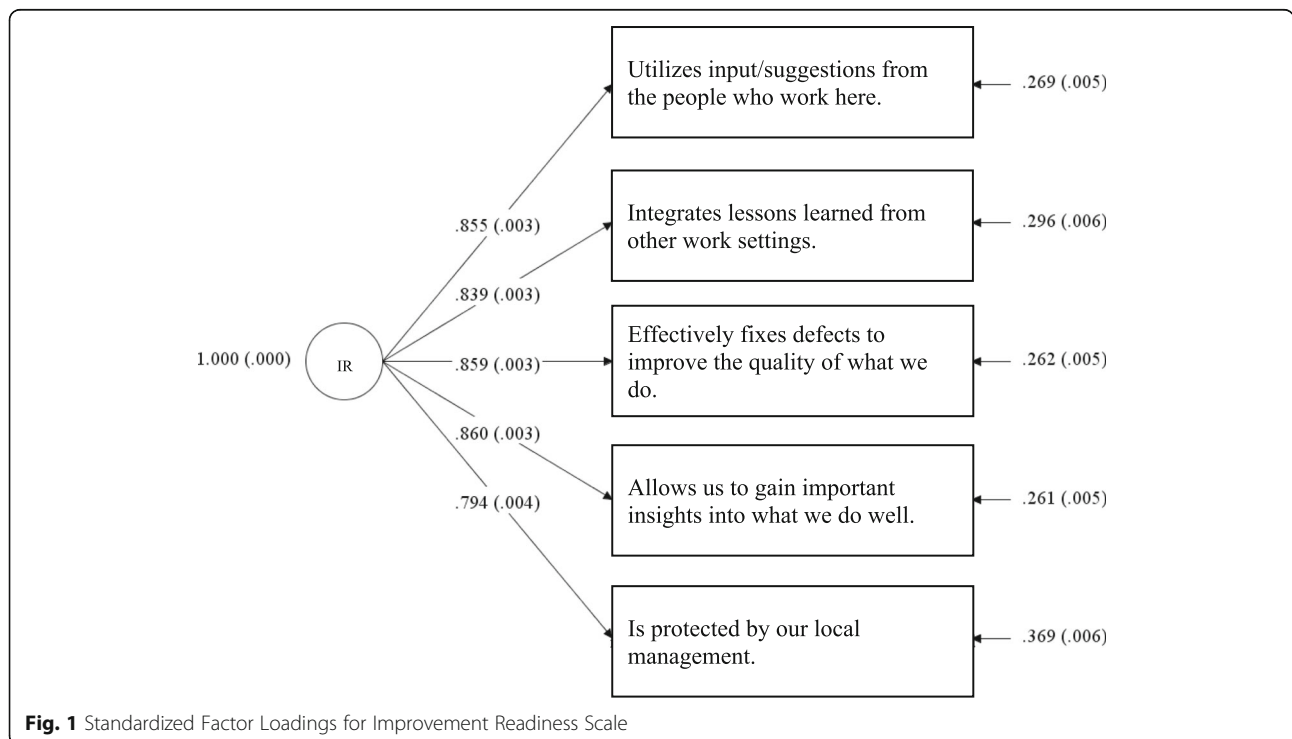 Utilizes input/suggestions from
the people who work here.
.269 (.005)
.855 (.003)
Integrates lessons learned from
other work settings.
.296 (.006)
.839 (.003)
1.000 (.000)
IR
.859 (.003)
Effectively fixes defects to
improve the quality of what we
do.
.262 (.005)
.860 (.003)
Allows us to gain important
insights into what we do well.
.261 (.005)
.794 (.004)
Is protected by our local
management.
.369 (.006)
Fig. 1 Standardized Factor Loadings for Improvement Readiness Scale